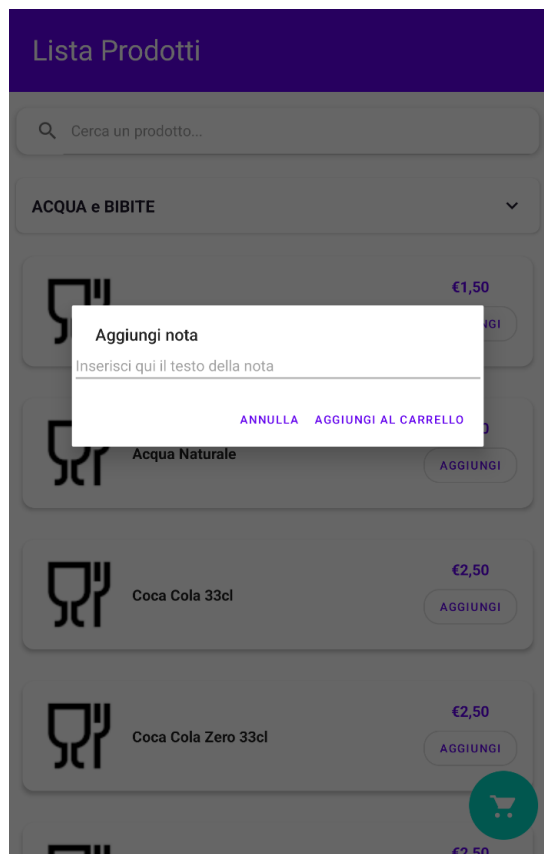 Lista Prodotti
Cerca un prodotto...
ACQUA e BIBITE
€1,50
Aggiungi nota
Inserisci qui il testo della nota
ANNULLA AGGIUNGI AL CARRELLO
Acqua Naturale
AGGIUNGI
€2,50
Coca Cola 33cl
AGGIUNGI
€2,50
Coca Cola Zero 33cl
AGGIUNGI
€2,50